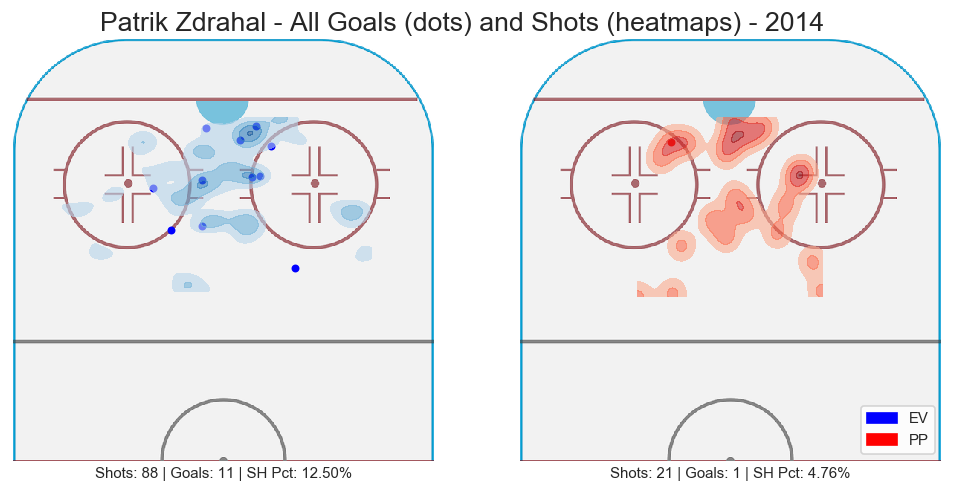 Patrik Zdrahal - All Goals (dots) and Shots (heatmaps) - 2014
EV
PP
Shots: 88 | Goals: 11 | SH Pct: 12.50%
Shots: 21 | Goals: 1 | SH Pct: 4.76%